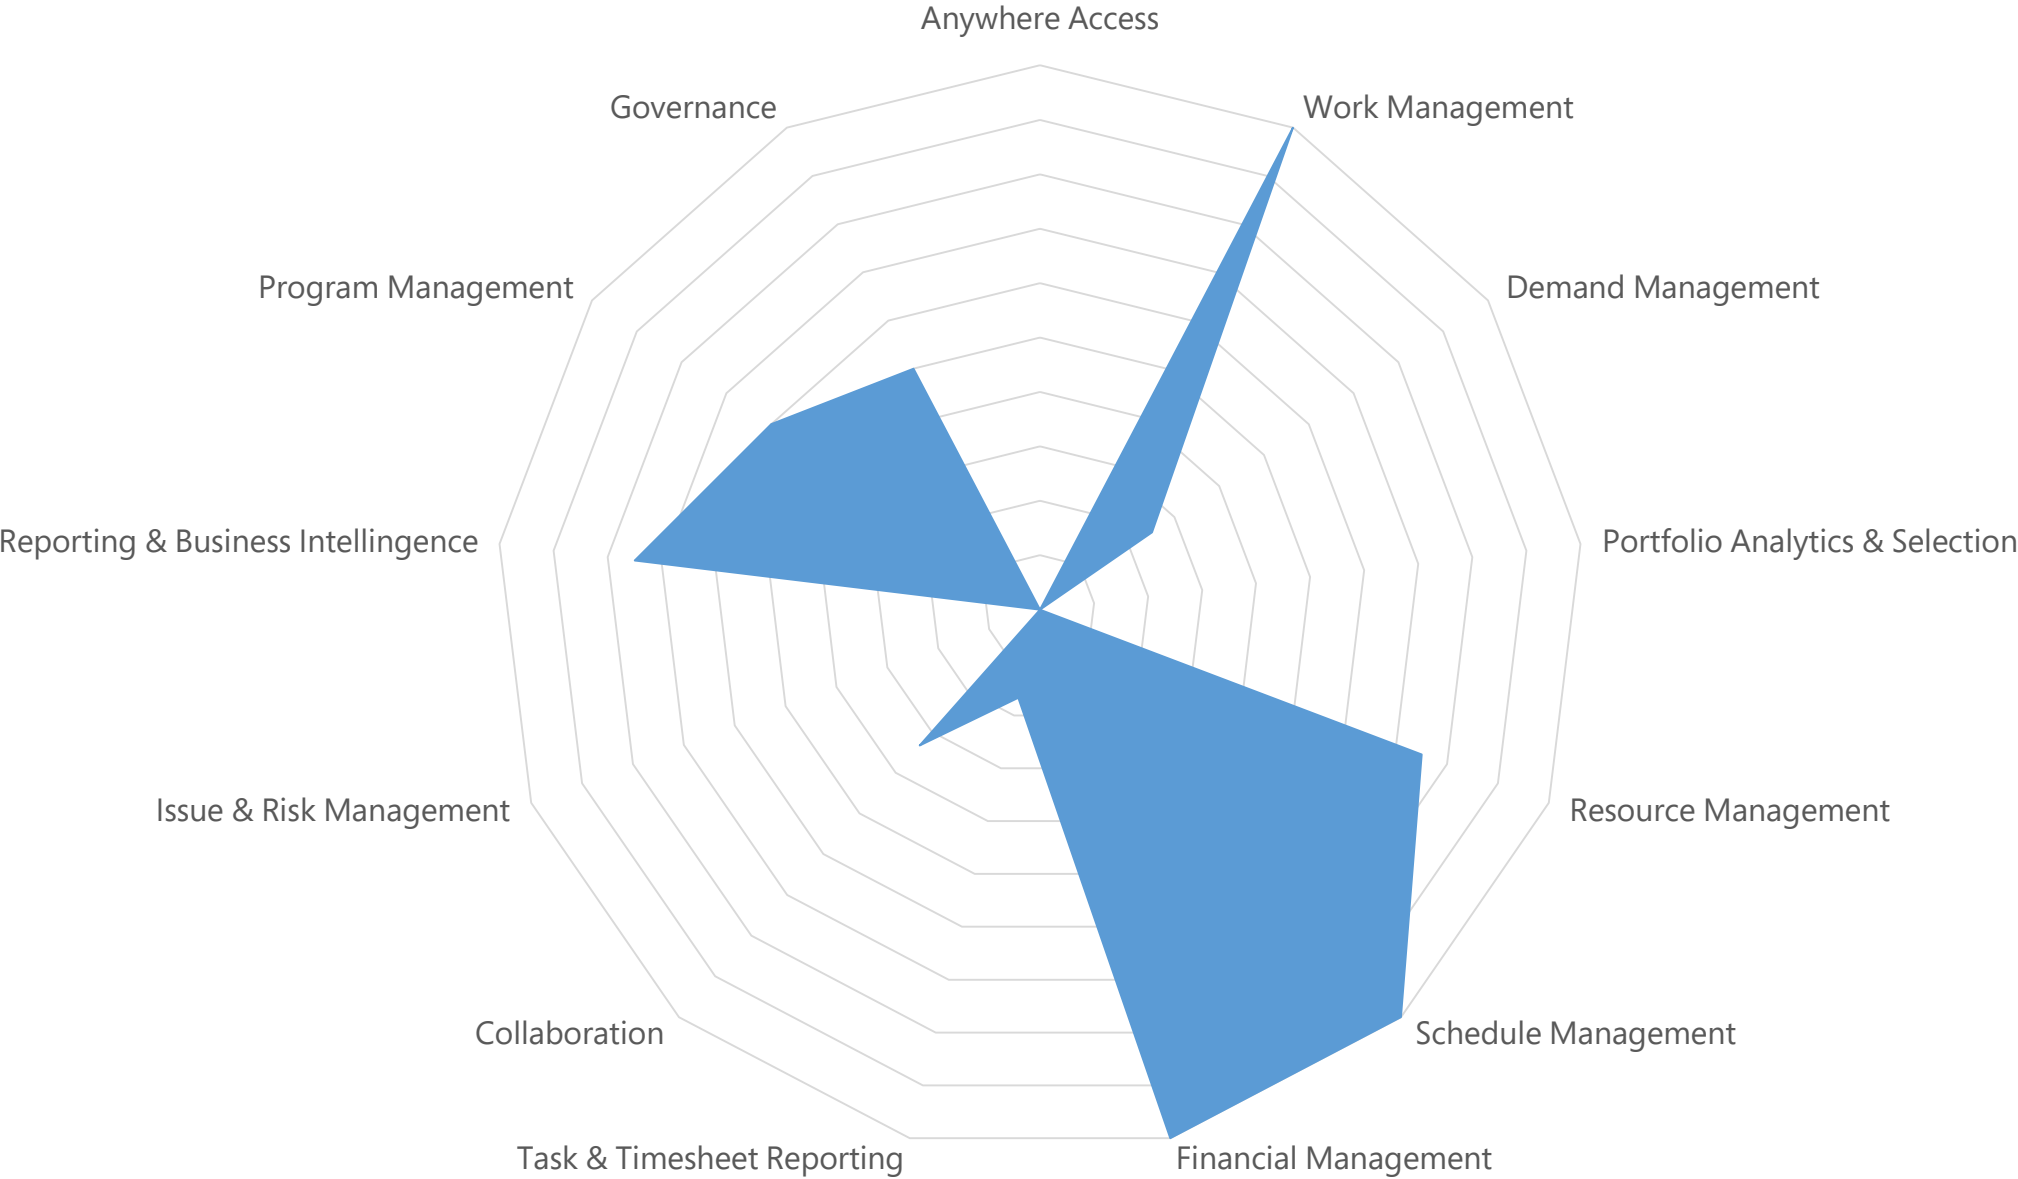 Anywhere Access
Governance
Work Management
Program Management
Demand Management
Reporting & Business Intellingence
Portfolio Analytics & Selection
Issue & Risk Management
Resource Management
Collaboration
Schedule Management
Task & Timesheet Reporting
Financial Management